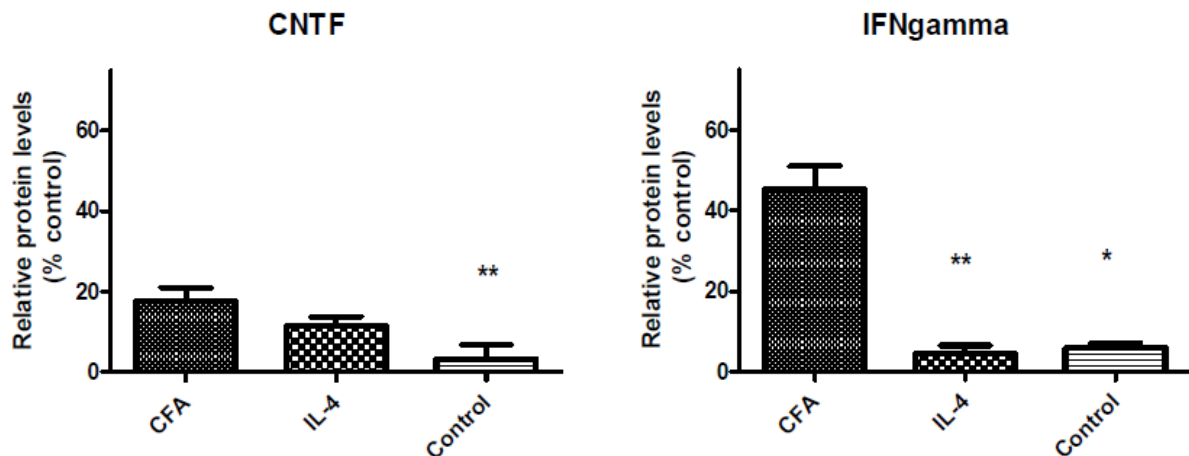 CNTF
Relative protein levels
(% control)
60
40
20
0
**
CFA
IL-4
Control
IFNgamma
Relative protein levels
(% control)
60
40
20
0
**
*
CFA
IL-4
Control